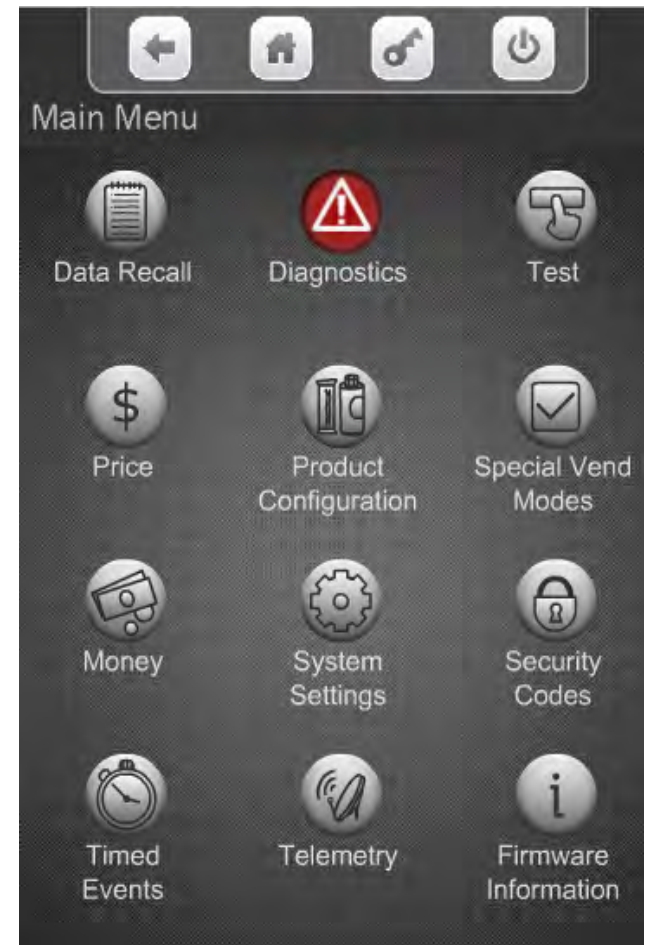 Main Menu
Data Recall
Diagnostics
Test
$
Price
Product
Configuration
Special Vend
Modes
Money
System
Settings
Security
Codes
Timed
Events
Telemetry
i
Firmware
Information